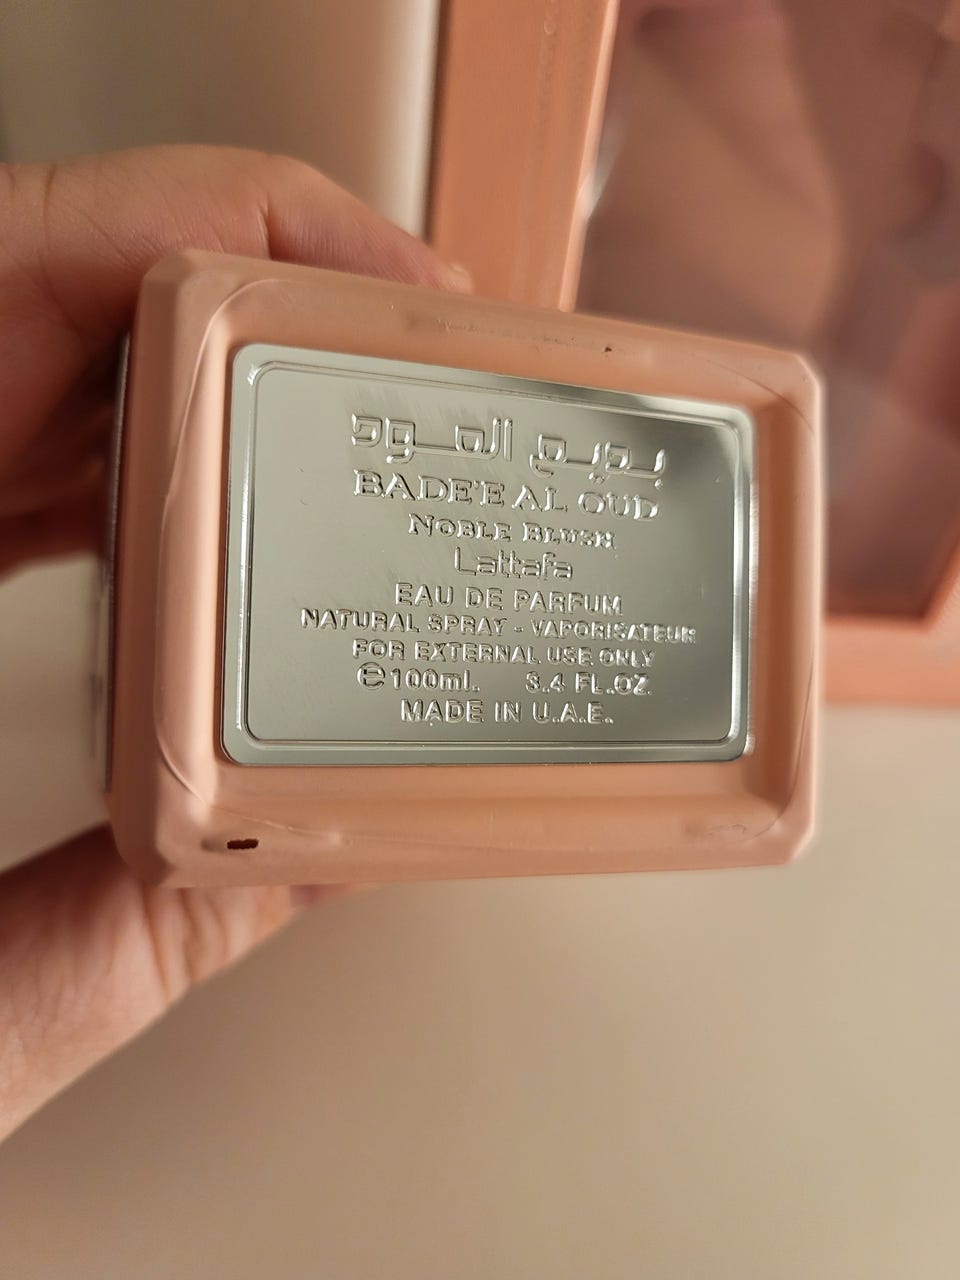 بديع العود
BADE'E AL OUD
NOBLE BLUSH
Lattafa
EAU DE PARFUM
NATURAL SPRAY - VAPORISATEUR
FOR EXTERNAL USE ONLY
℮100ml. 3.4 FL.OZ
MADE IN U.A.E.